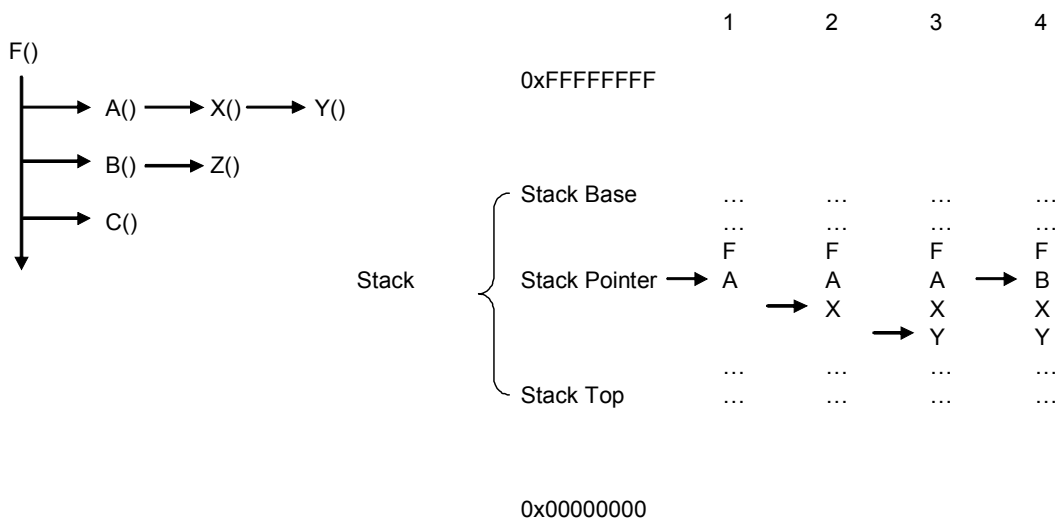 1 2 3 4
F()
0xFFFFFFFF
A() X() Y()
B() Z()
Stack Base … … … …
C()
… … … …
F F F F
Stack Stack Pointer A A A B
X X X
Y Y
… … …
Stack Top … … … …
0x00000000